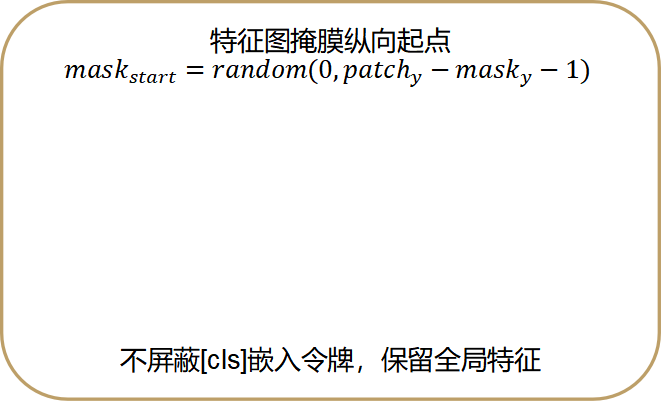 特征图掩膜纵向起点
mask_start = random(0, patch_y − mask_y − 1)
不屏蔽[cls]嵌入令牌，保留全局特征